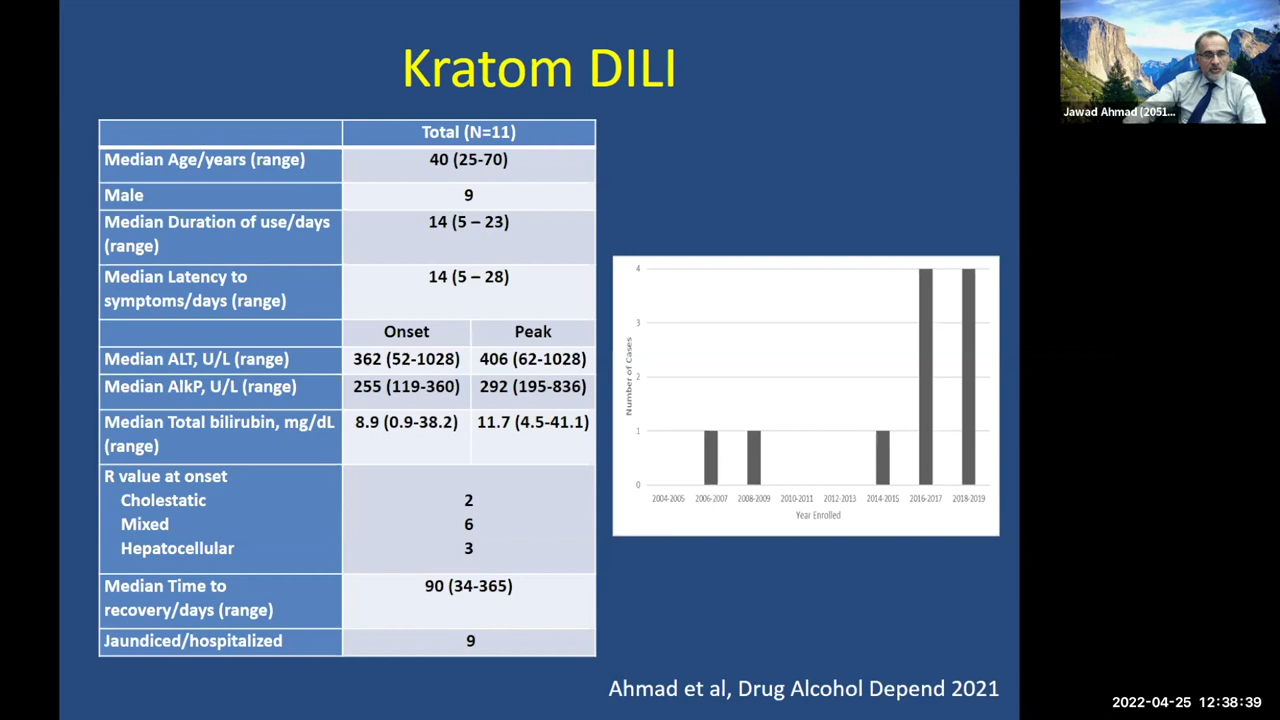 Kratom DILI
Total (N=11)
Median Age/years (range)
40 (25-70)
Male
9
Median Duration of use/days
(range)
14 (5 – 23)
Median Latency to
symptoms/days (range)
14 (5 – 28)
Onset
Peak
Median ALT, U/L (range)
362 (52-1028)
406 (62-1028)
Median AlkP, U/L (range)
255 (119-360)
292 (195-836)
Median Total bilirubin, mg/dL
(range)
8.9 (0.9-38.2)
11.7 (4.5-41.1)
R value at onset
Cholestatic
2
Mixed
6
Hepatocellular
3
Median Time to
recovery/days (range)
90 (34-365)
Jaundiced/hospitalized
9
Number of Cases
4
3
2
1
0
2004-2005 2006-2007 2008-2009 2010-2011 2012-2013 2014-2015 2016-2017 2018-2019
Year Enrolled
Ahmad et al, Drug Alcohol Depend 2021
Jawad Ahmad (2051...
2022-04-25 12:38:39